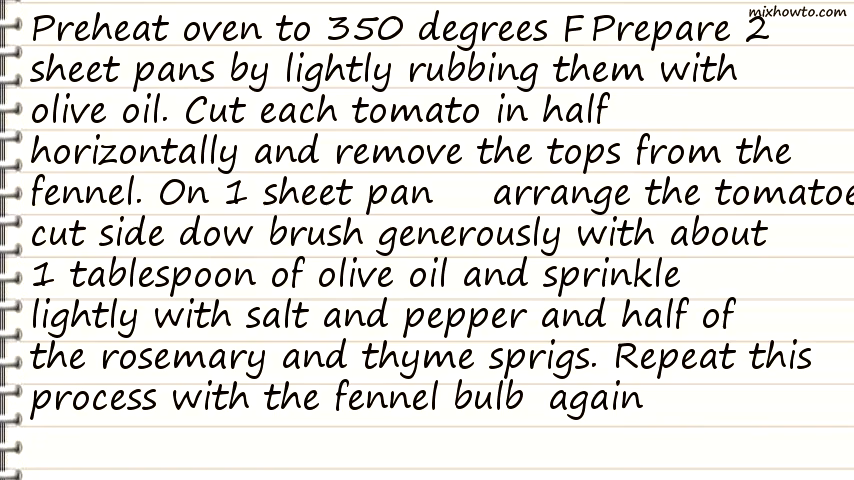 mixhowto.com
Preheat oven to 350 degrees F Prepare 2
sheet pans by lightly rubbing them with
olive oil. Cut each tomato in half
horizontally and remove the tops from the
fennel. On 1 sheet pan arrange the tomatoe
cut side dow brush generously with about
1 tablespoon of olive oil and sprinkle
lightly with salt and pepper and half of
the rosemary and thyme sprigs. Repeat this
process with the fennel bulb again